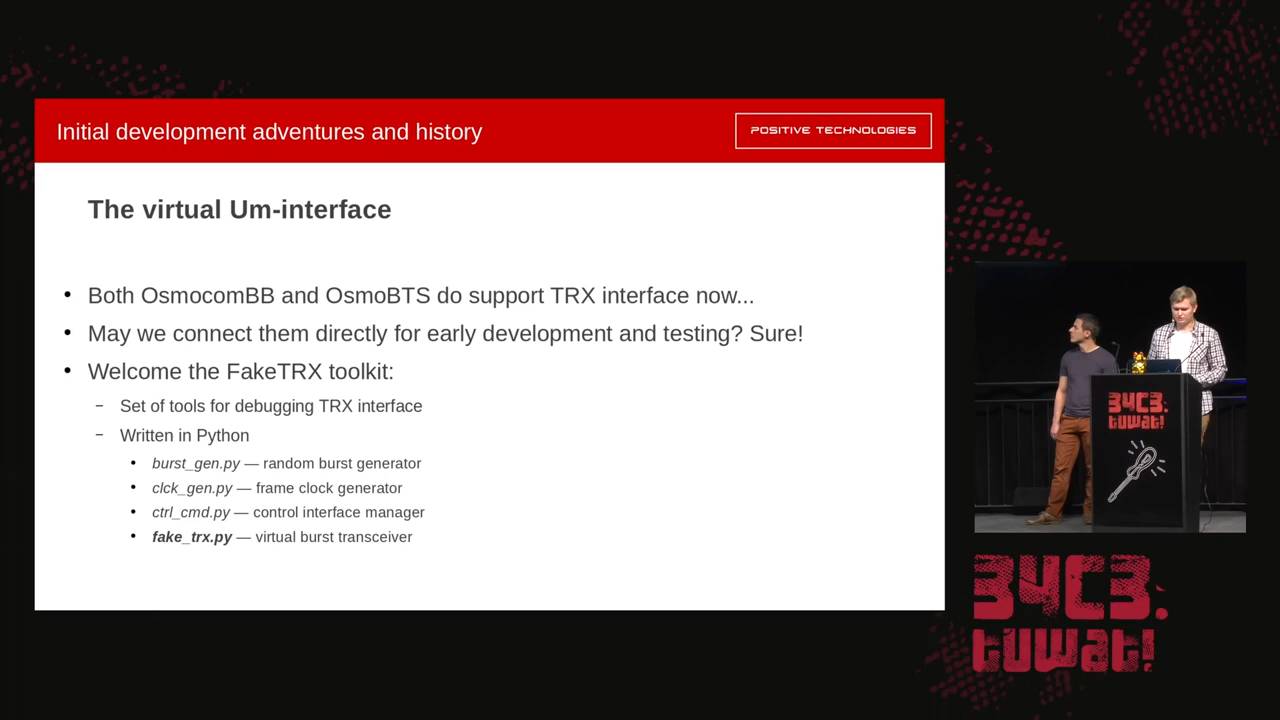 Initial development adventures and history
POSITIVE TECHNOLOGIES
The virtual Um-interface
• Both OsmocomBB and OsmoBTS do support TRX interface now...
• May we connect them directly for early development and testing? Sure!
• Welcome the FakeTRX toolkit:
– Set of tools for debugging TRX interface
– Written in Python
• burst_gen.py — random burst generator
• clck_gen.py — frame clock generator
• ctrl_cmd.py — control interface manager
• fake_trx.py — virtual burst transceiver
34C3.
tuwat!
34C3.
tuwat!